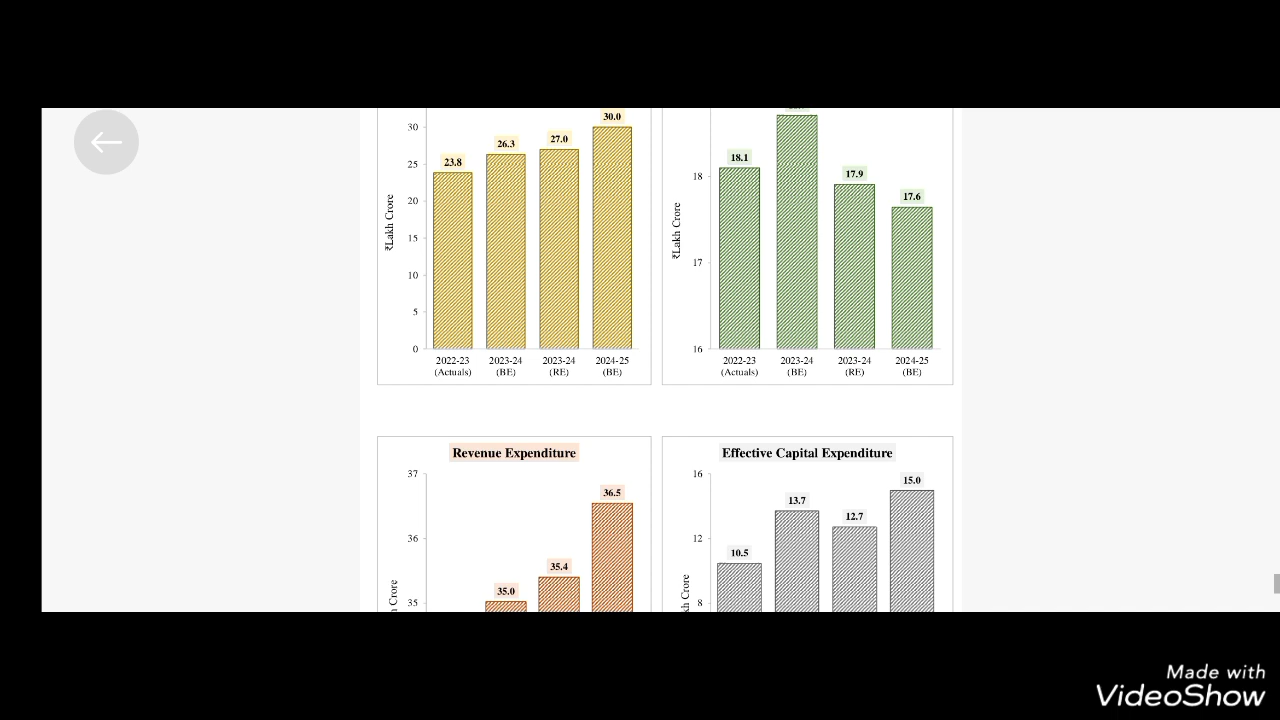 30.0
30
27.0
26.3
25
23.8
20
15
10
5
0
₹Lakh Crore
2022-23 (Actuals)
2023-24 (BE)
2023-24 (RE)
2024-25 (BE)
18.1
18
17.9
17.6
17
16
₹Lakh Crore
2022-23 (Actuals)
2023-24 (BE)
2023-24 (RE)
2024-25 (BE)
Revenue Expenditure
37
36.5
36
35.4
35.0
35
h Crore
Effective Capital Expenditure
16
15.0
13.7
12.7
12
10.5
8
kh Crore
Made with
VideoShow